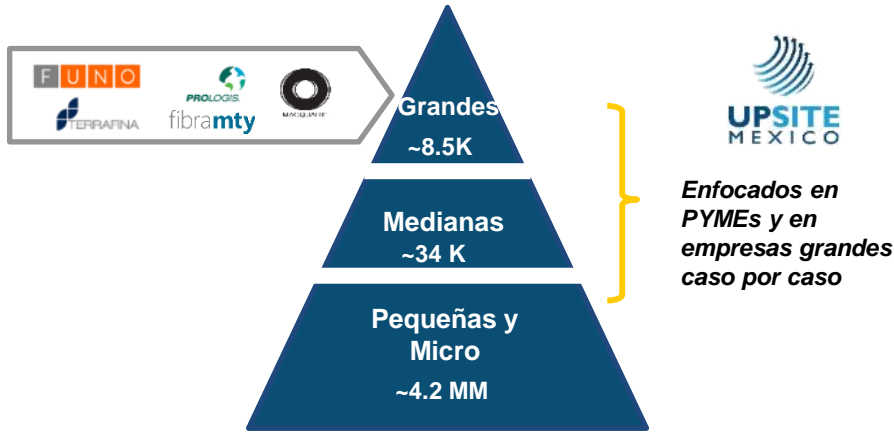 FUNO
PROLOGIS.
MACQUARIE
TERRAFINA
fibramty
Grandes
~8.5K
Medianas
~34 K
Pequeñas y
Micro
~4.2 MM
UPSITE
MEXICO
Enfocados en
PYMEs y en
empresas grandes
caso por caso